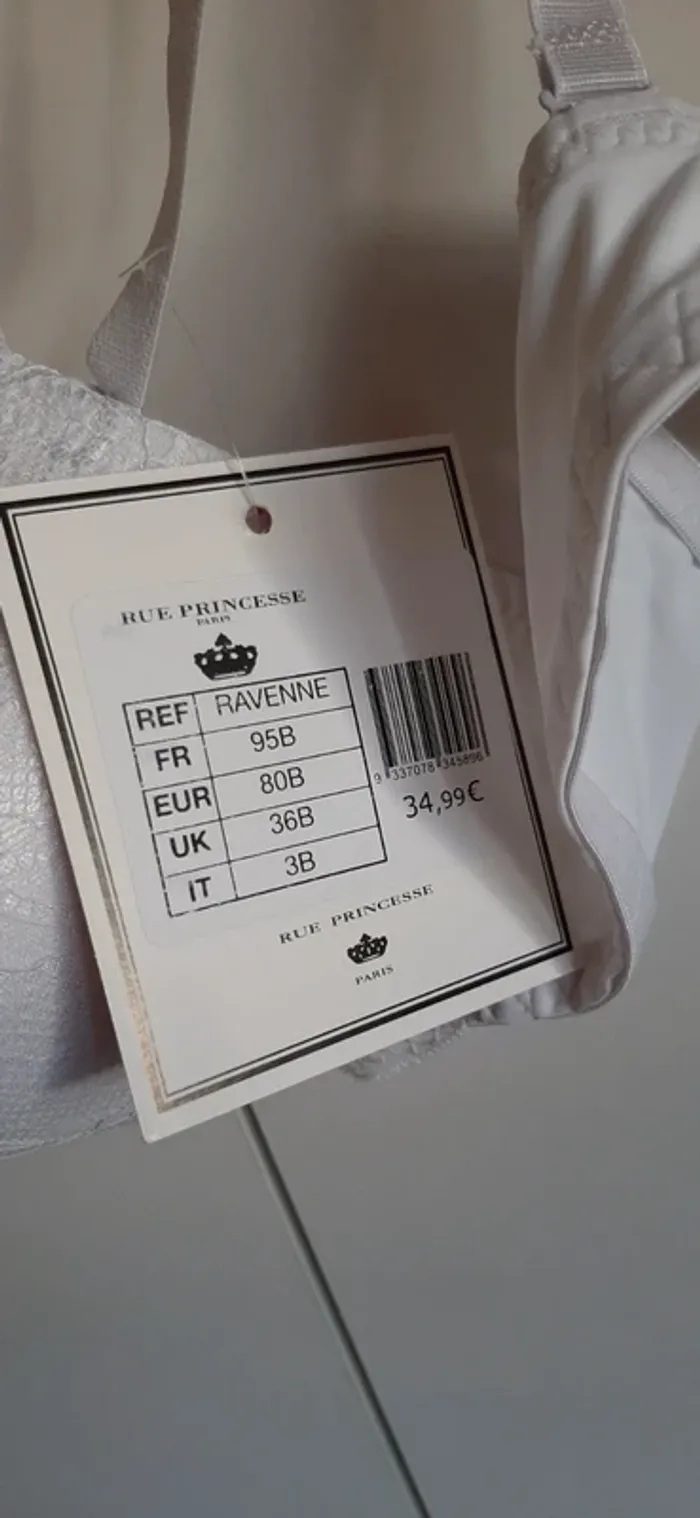 RUE PRINCESSE
PARIS
REF RAVENNE
FR 95B
EUR 80B
UK 36B
IT 3B
9 337078 345896
34,99€
RUE PRINCESSE
PARIS